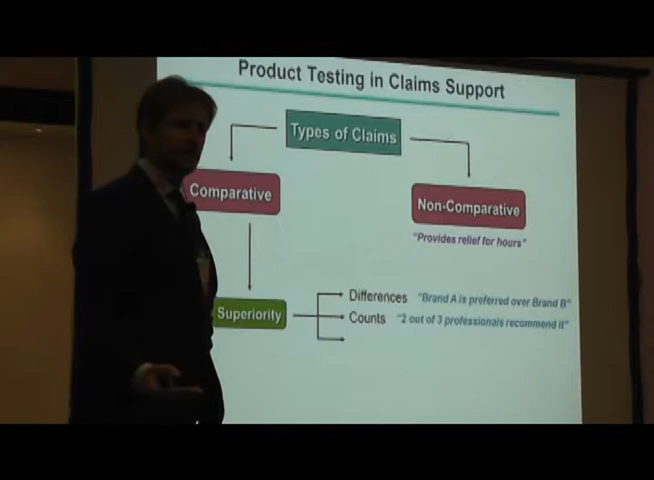 Product Testing in Claims Support
Types of Claims
Comparative
Non-Comparative
"Provides relief for hours"
Superiority
Differences "Brand A is preferred over Brand B"
Counts "2 out of 3 professionals recommend it"